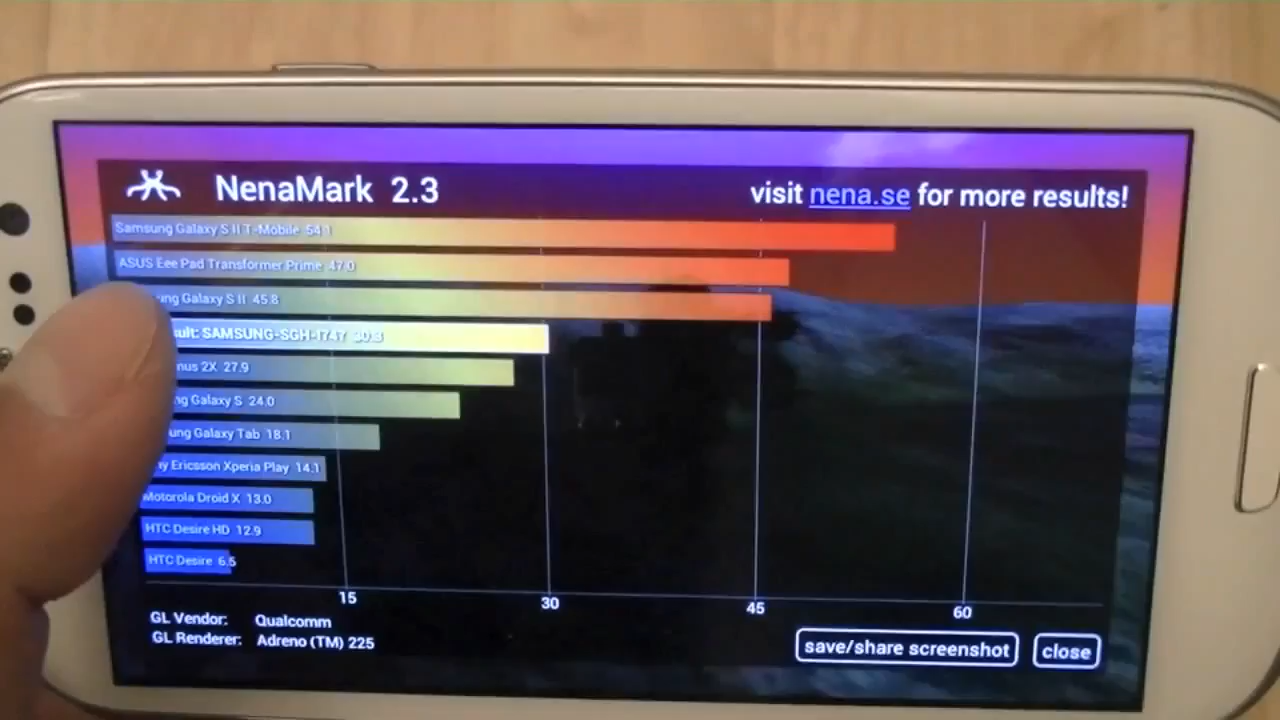 NenaMark 2.3
visit nena.se for more results!
Samsung Galaxy S II T-Mobile 54.1
ASUS Eee Pad Transformer Prime 47.0
Galaxy S II 45.8
SAMSUNG-SGH-I747 30.3
2X 27.9
Galaxy S 24.0
Galaxy Tab 18.1
Ericsson Xperia Play 14.1
Motorola Droid X 13.0
HTC Desire HD 12.9
HTC Desire 6.5
15 30 45 60
GL Vendor: Qualcomm
GL Renderer: Adreno (TM) 225
save/share screenshot close